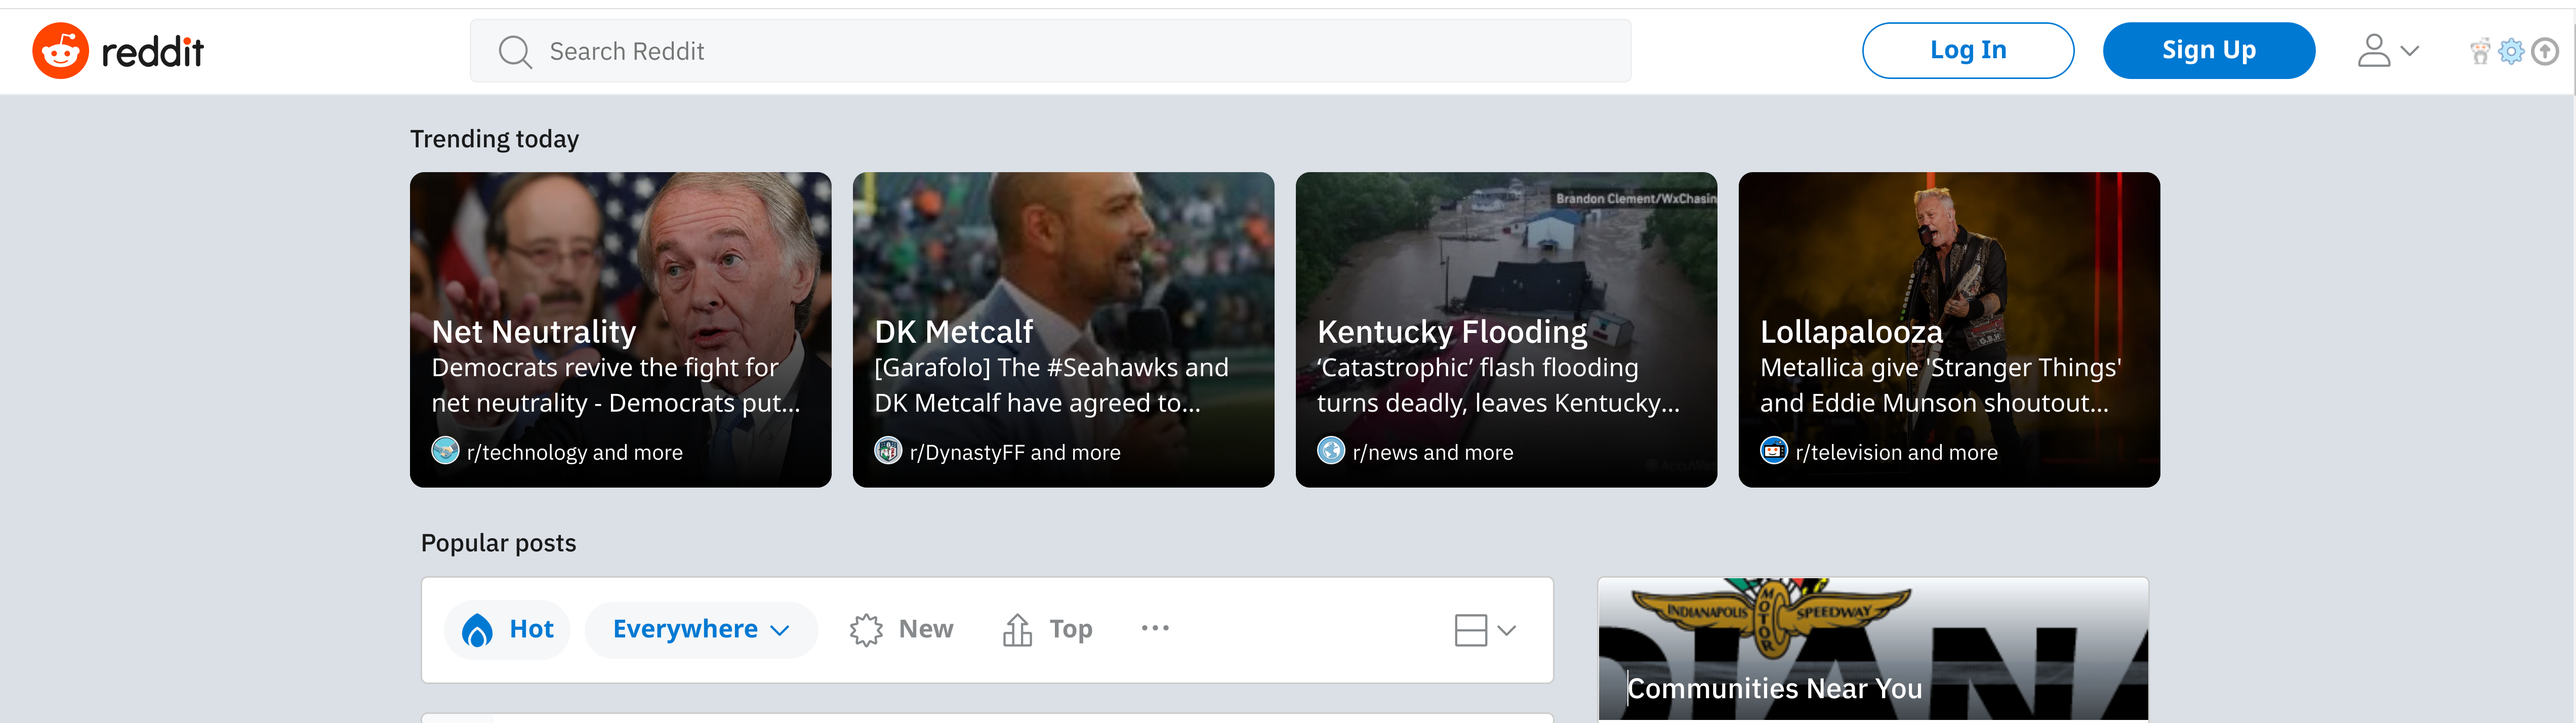 reddit
Search Reddit
Log In
Sign Up
Trending today
Net Neutrality
Democrats revive the fight for
net neutrality - Democrats put...
r/technology and more
DK Metcalf
[Garafolo] The #Seahawks and
DK Metcalf have agreed to...
r/DynastyFF and more
Brandon Clement/WxChasin
Kentucky Flooding
‘Catastrophic’ flash flooding
turns deadly, leaves Kentucky...
r/news and more
Lollapalooza
Metallica give 'Stranger Things'
and Eddie Munson shoutout...
r/television and more
Popular posts
Hot
Everywhere
New
Top
INDIANAPOLIS MOTOR SPEEDWAY
Communities Near You